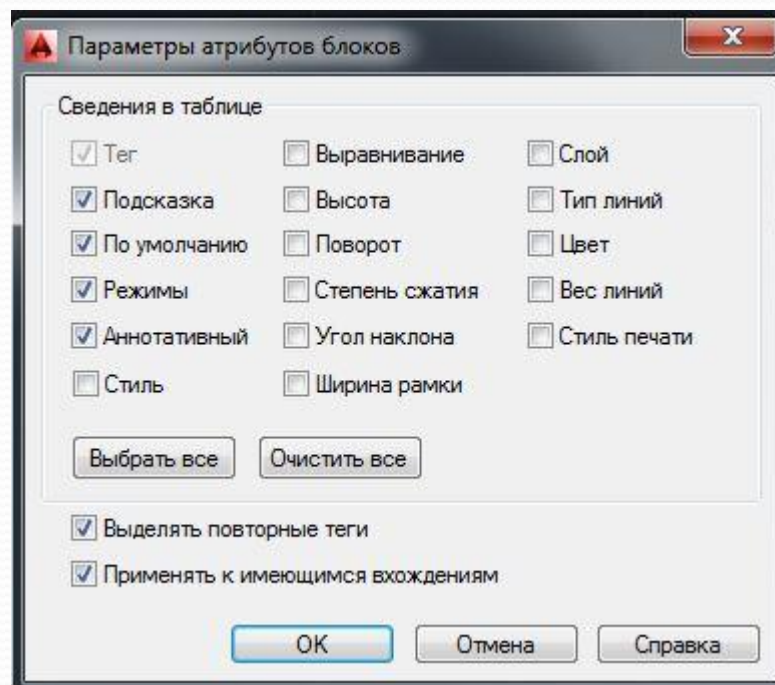 Параметры атрибутов блоков
Сведения в таблице
Тег
Выравнивание
Слой
Подсказка
Высота
Тип линий
По умолчанию
Поворот
Цвет
Режимы
Степень сжатия
Вес линий
Аннотативный
Угол наклона
Стиль печати
Стиль
Ширина рамки
Выбрать все
Очистить все
Выделять повторные теги
Применять к имеющимся вхождениям
OK
Отмена
Справка